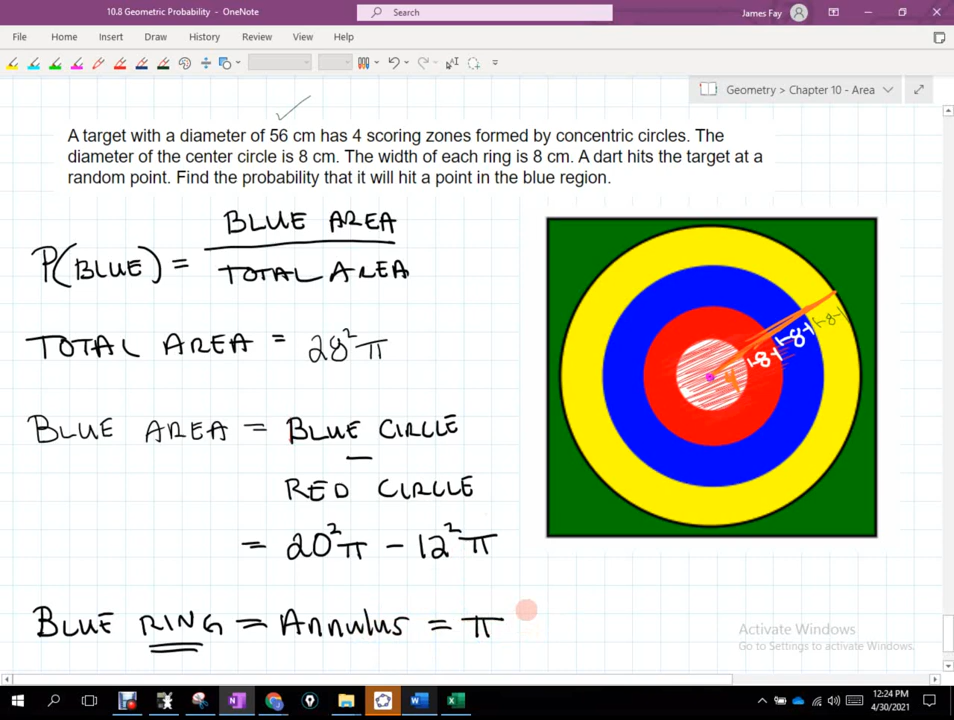 10.8 Geometric Probability - OneNote
Search
James Fay
File Home Insert Draw History Review View Help
Geometry > Chapter 10 - Area
A target with a diameter of 56 cm has 4 scoring zones formed by concentric circles. The
diameter of the center circle is 8 cm. The width of each ring is 8 cm. A dart hits the target at a
random point. Find the probability that it will hit a point in the blue region.
P(BLUE) = BLUE AREA
TOTAL AREA
TOTAL AREA = 28²π
BLUE AREA = BLUE CIRCLE
—
RED CIRCLE
= 20²π - 12²π
BLUE RING = Annulus = π
8
8
8
4
Activate Windows
Go to Settings to activate Windows.
12:24 PM
4/30/2021